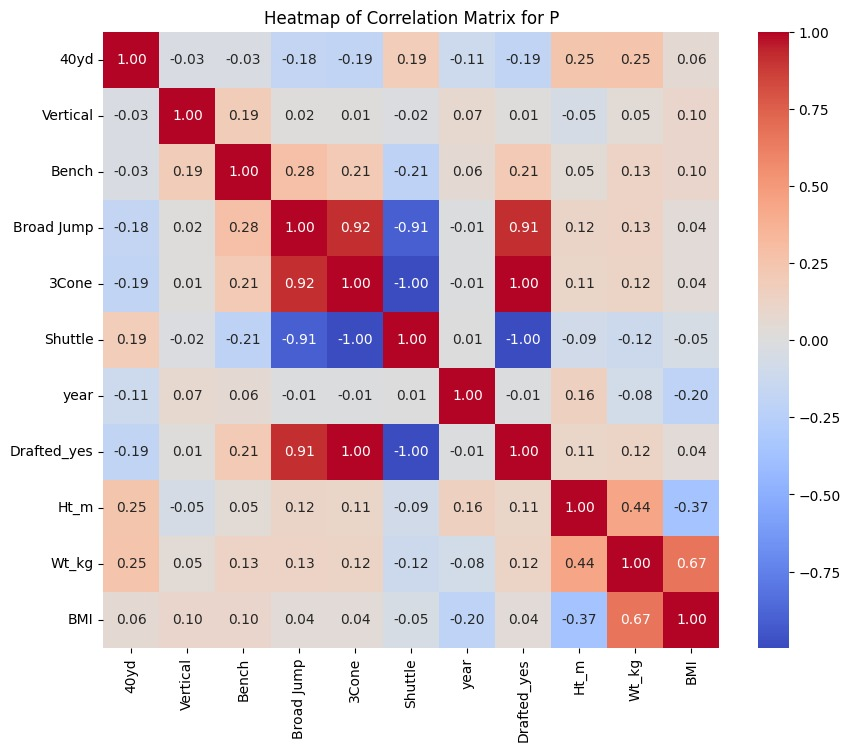 Heatmap of Correlation Matrix for P
40yd 1.00 -0.03 -0.03 -0.18 -0.19 0.19 -0.11 -0.19 0.25 0.25 0.06
Vertical -0.03 1.00 0.19 0.02 0.01 -0.02 0.07 0.01 -0.05 0.05 0.10
Bench -0.03 0.19 1.00 0.28 0.21 -0.21 0.06 0.21 0.05 0.13 0.10
Broad Jump -0.18 0.02 0.28 1.00 0.92 -0.91 -0.01 0.91 0.12 0.13 0.04
3Cone -0.19 0.01 0.21 0.92 1.00 -1.00 -0.01 1.00 0.11 0.12 0.04
Shuttle 0.19 -0.02 -0.21 -0.91 -1.00 1.00 0.01 -1.00 -0.09 -0.12 -0.05
year -0.11 0.07 0.06 -0.01 -0.01 0.01 1.00 -0.01 0.16 -0.08 -0.20
Drafted_yes -0.19 0.01 0.21 0.91 1.00 -1.00 -0.01 1.00 0.11 0.12 0.04
Ht_m 0.25 -0.05 0.05 0.12 0.11 -0.09 0.16 0.11 1.00 0.44 -0.37
Wt_kg 0.25 0.05 0.13 0.13 0.12 -0.12 -0.08 0.12 0.44 1.00 0.67
BMI 0.06 0.10 0.10 0.04 0.04 -0.05 -0.20 0.04 -0.37 0.67 1.00
40yd Vertical Bench Broad Jump 3Cone Shuttle year Drafted_yes Ht_m Wt_kg BMI
1.00
0.75
0.50
0.25
0.00
-0.25
-0.50
-0.75